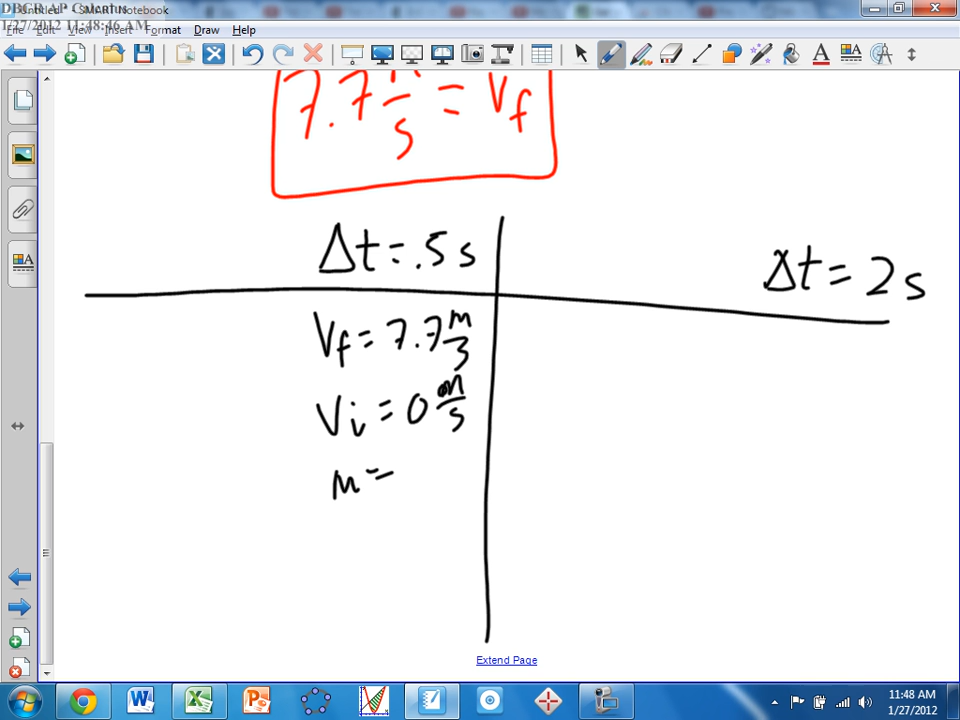 Untitled - SMART Notebook
1/27/2012 11:48:46 AM
File Edit View Insert Format Draw Help
7.7 m/s = Vf
Δt = .5 s
Δt = 2 s
Vf = 7.7 m/s
Vi = 0 m/s
m =
Extend Page
11:48 AM
1/27/2012